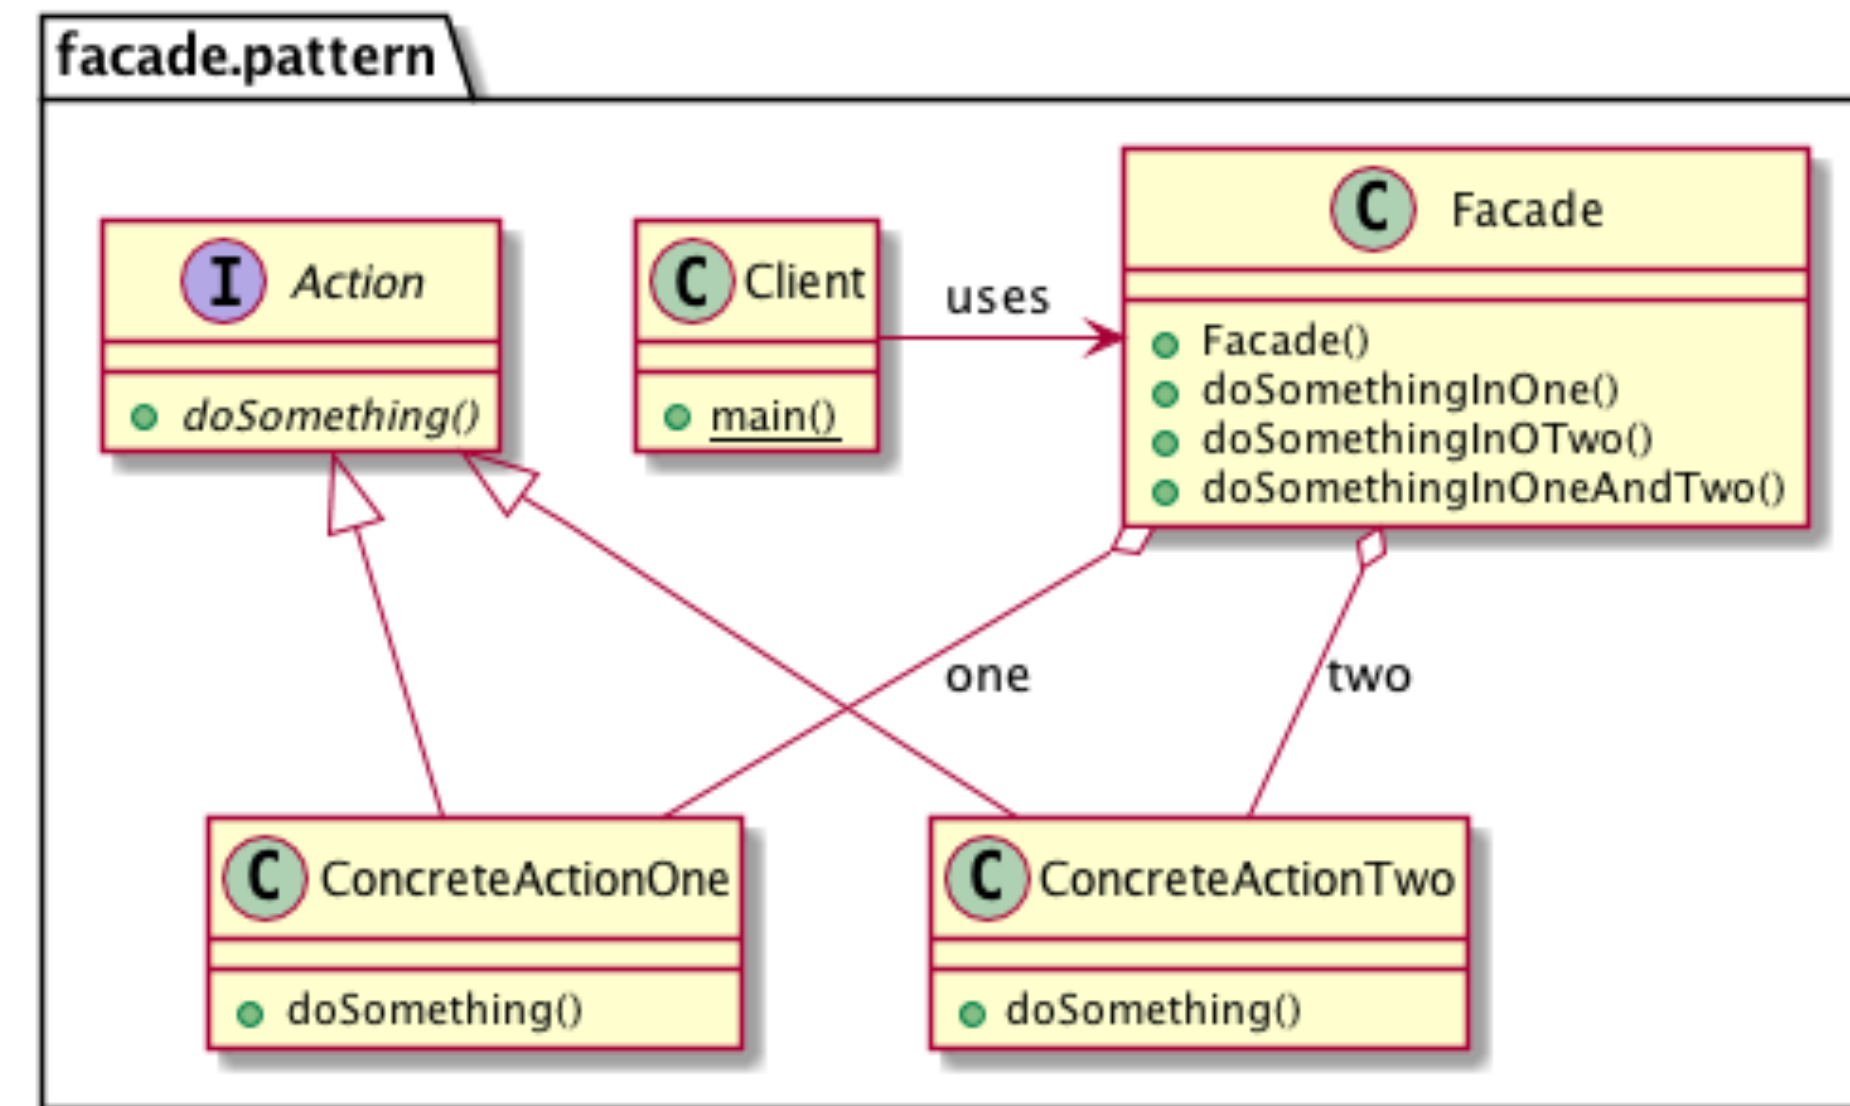 facade.pattern
I Action
doSomething()
C Client
main()
uses
C Facade
Facade()
doSomethingInOne()
doSomethingInOTwo()
doSomethingInOneAndTwo()
one
two
C ConcreteActionOne
doSomething()
C ConcreteActionTwo
doSomething()